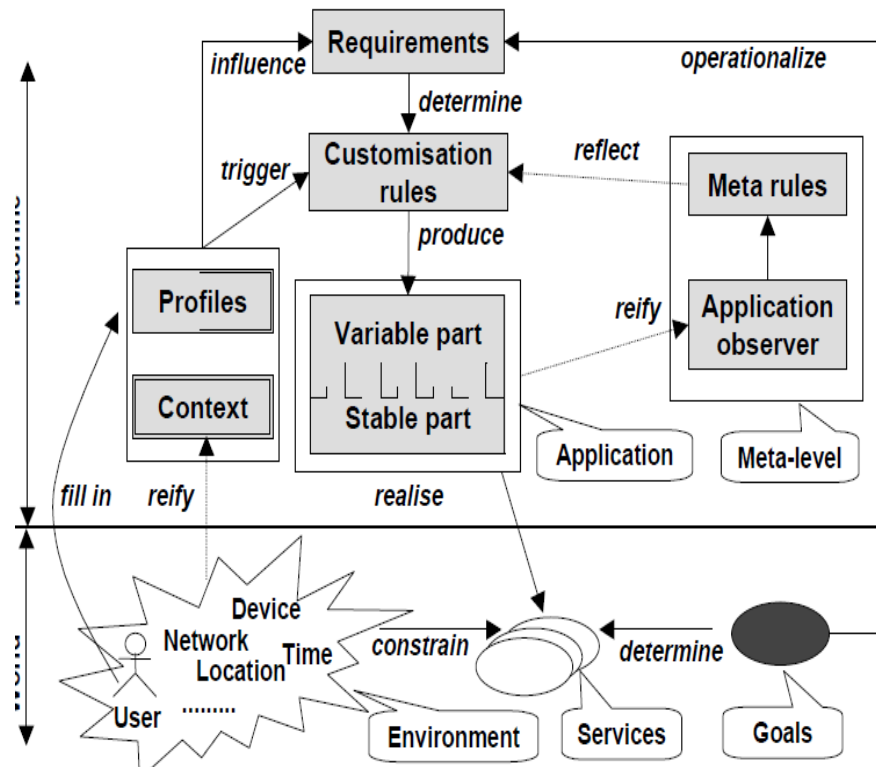 Requirements
influence
operationalize
determine
Customisation
rules
trigger
reflect
Meta rules
produce
Profiles
Variable part
reify
Application
observer
Context
Stable part
Application
Meta-level
fill in
reify
realise
Device
Network
Time
Location
constrain
determine
User
.........
Environment
Services
Goals